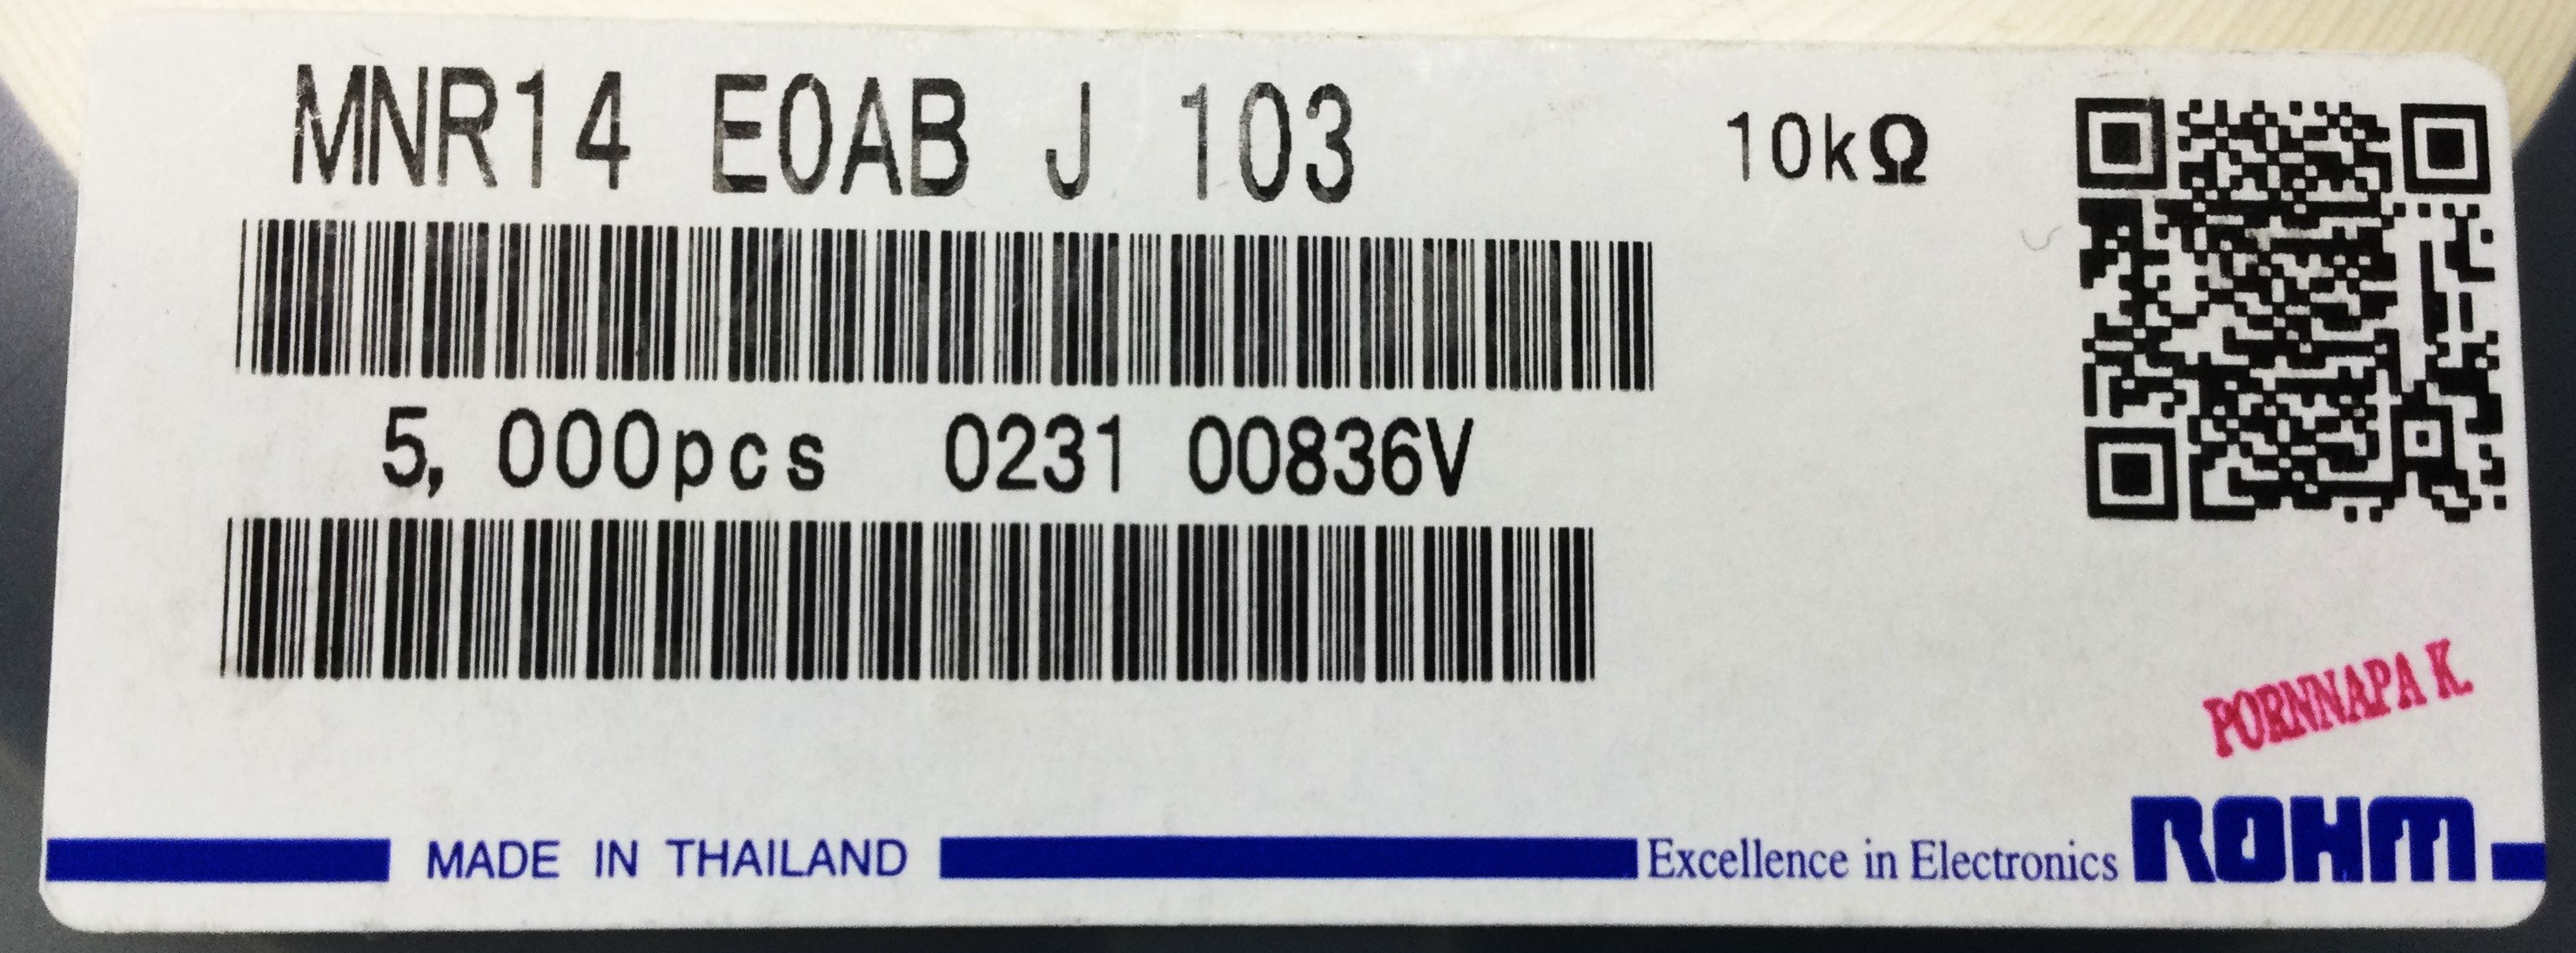 MNR14 E0AB J 103 10kΩ
5,000pcs 0231 00836V
PORNNAPA K.
MADE IN THAILAND Excellence in Electronics ROHM